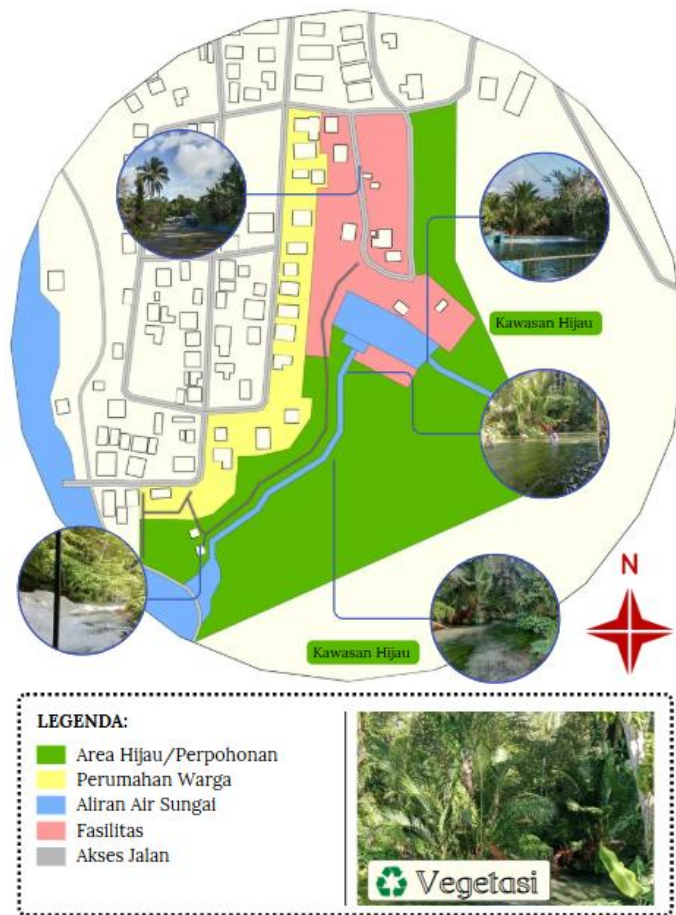 Kawasan Hijau
N
Kawasan Hijau
LEGENDA:
Area Hijau/Perpohonan
Perumahan Warga
Aliran Air Sungai
Fasilitas
Akses Jalan
Vegetasi